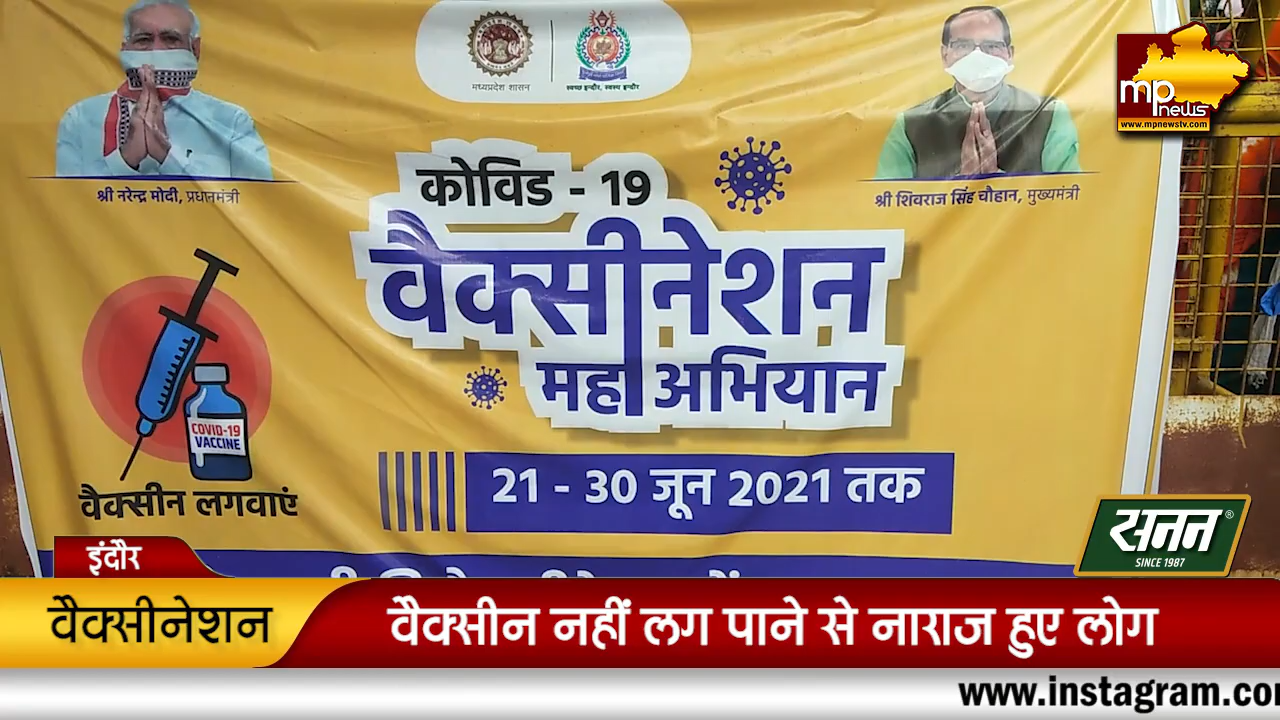 मध्यप्रदेश शासन
स्वच्छ इन्दौर, स्वस्थ इन्दौर
mp news
www.mpnewstv.com
श्री नरेन्द्र मोदी, प्रधानमंत्री
श्री शिवराज सिंह चौहान, मुख्यमंत्री
कोविड - 19
वैक्सीनेशन
महाअभियान
COVID-19
VACCINE
वैक्सीन लगवाएं
21 - 30 जून 2021 तक
सनन®
SINCE 1987
इंदौर
वैक्सीनेशन
वैक्सीन नहीं लग पाने से नाराज हुए लोग
www.instagram.co